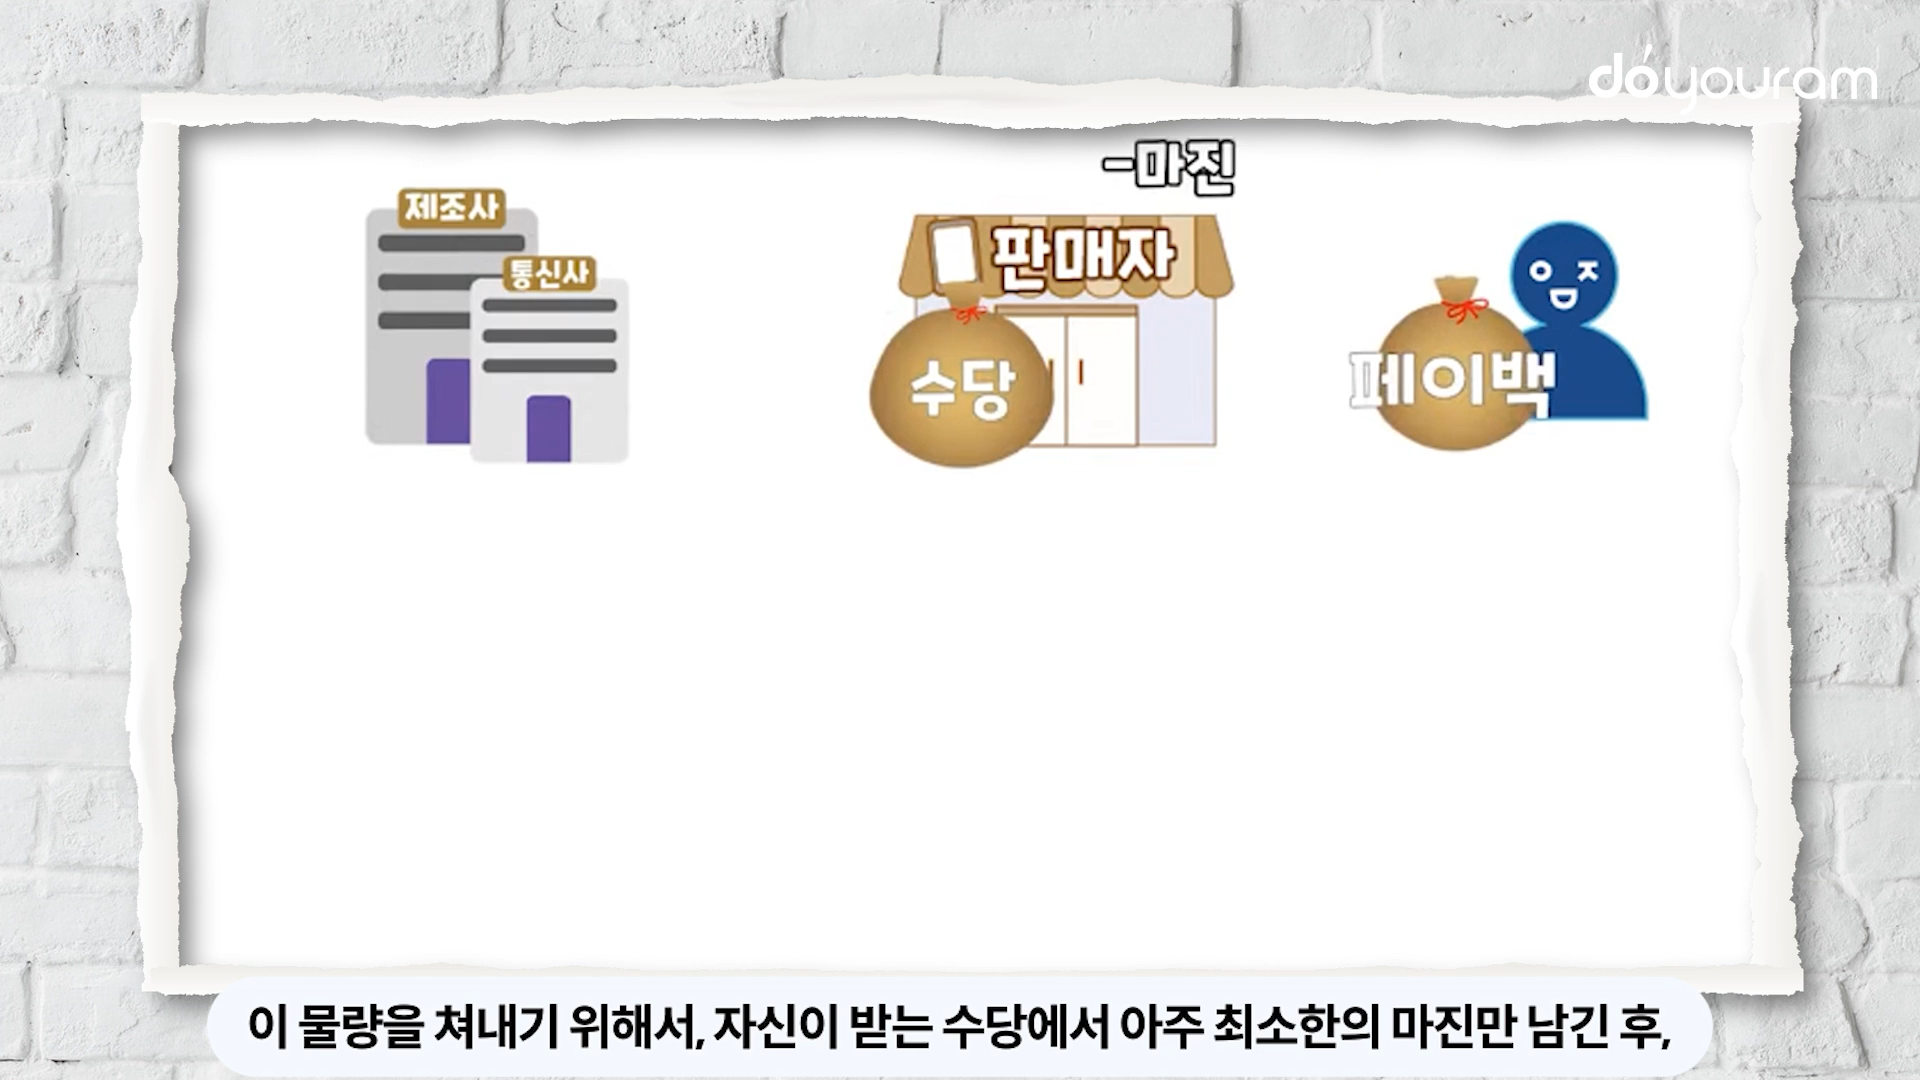 dóyouram
-마진
제조사
통신사
판매자
수당
페이백
이 물량을 쳐내기 위해서, 자신이 받는 수당에서 아주 최소한의 마진만 남긴 후,